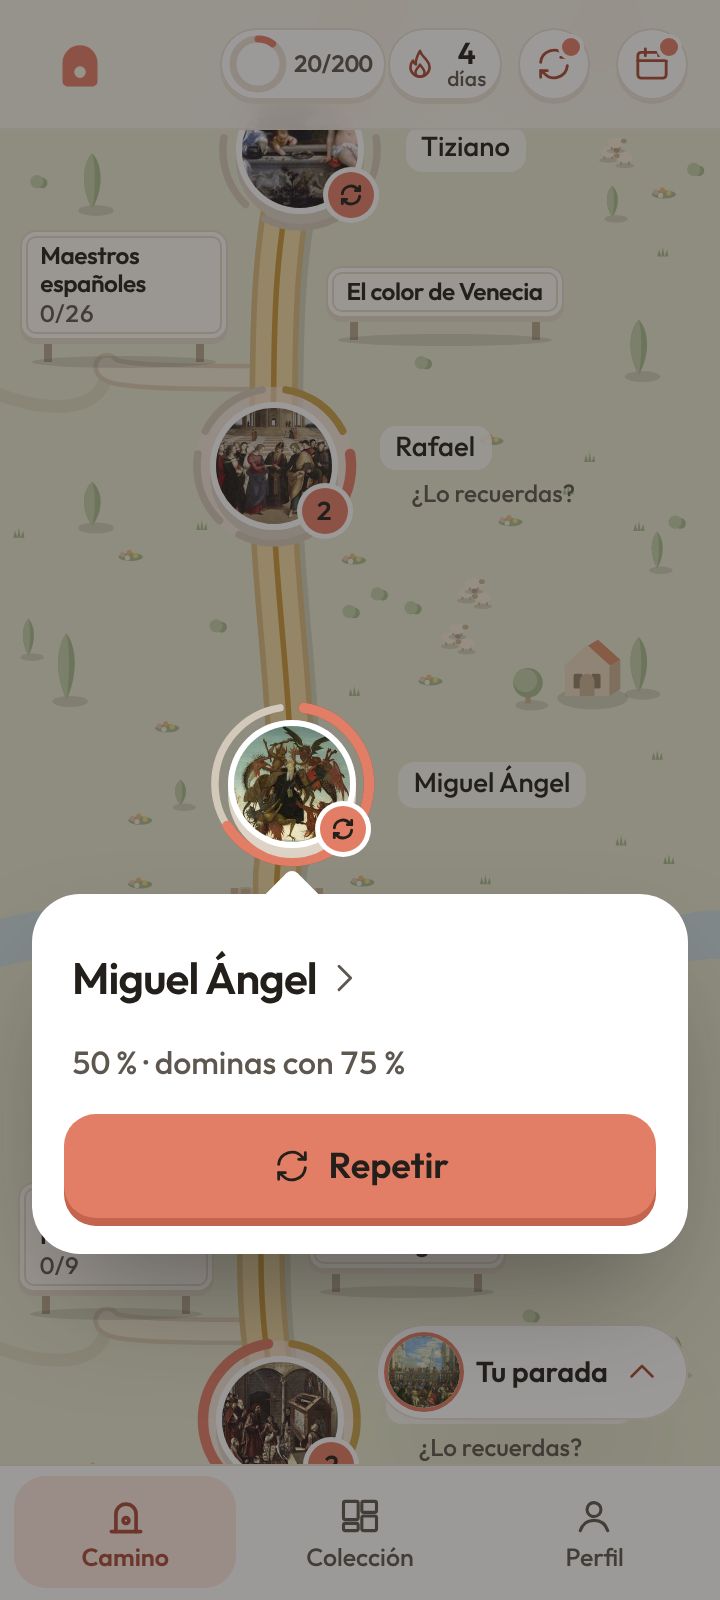 20/200
4
días
Tiziano
Maestros
españoles
0/26
El color de Venecia
Rafael
¿Lo recuerdas?
2
Miguel Ángel
Miguel Ángel
50 % · dominas con 75 %
Repetir
0/9
Tu parada
¿Lo recuerdas?
Camino
Colección
Perfil